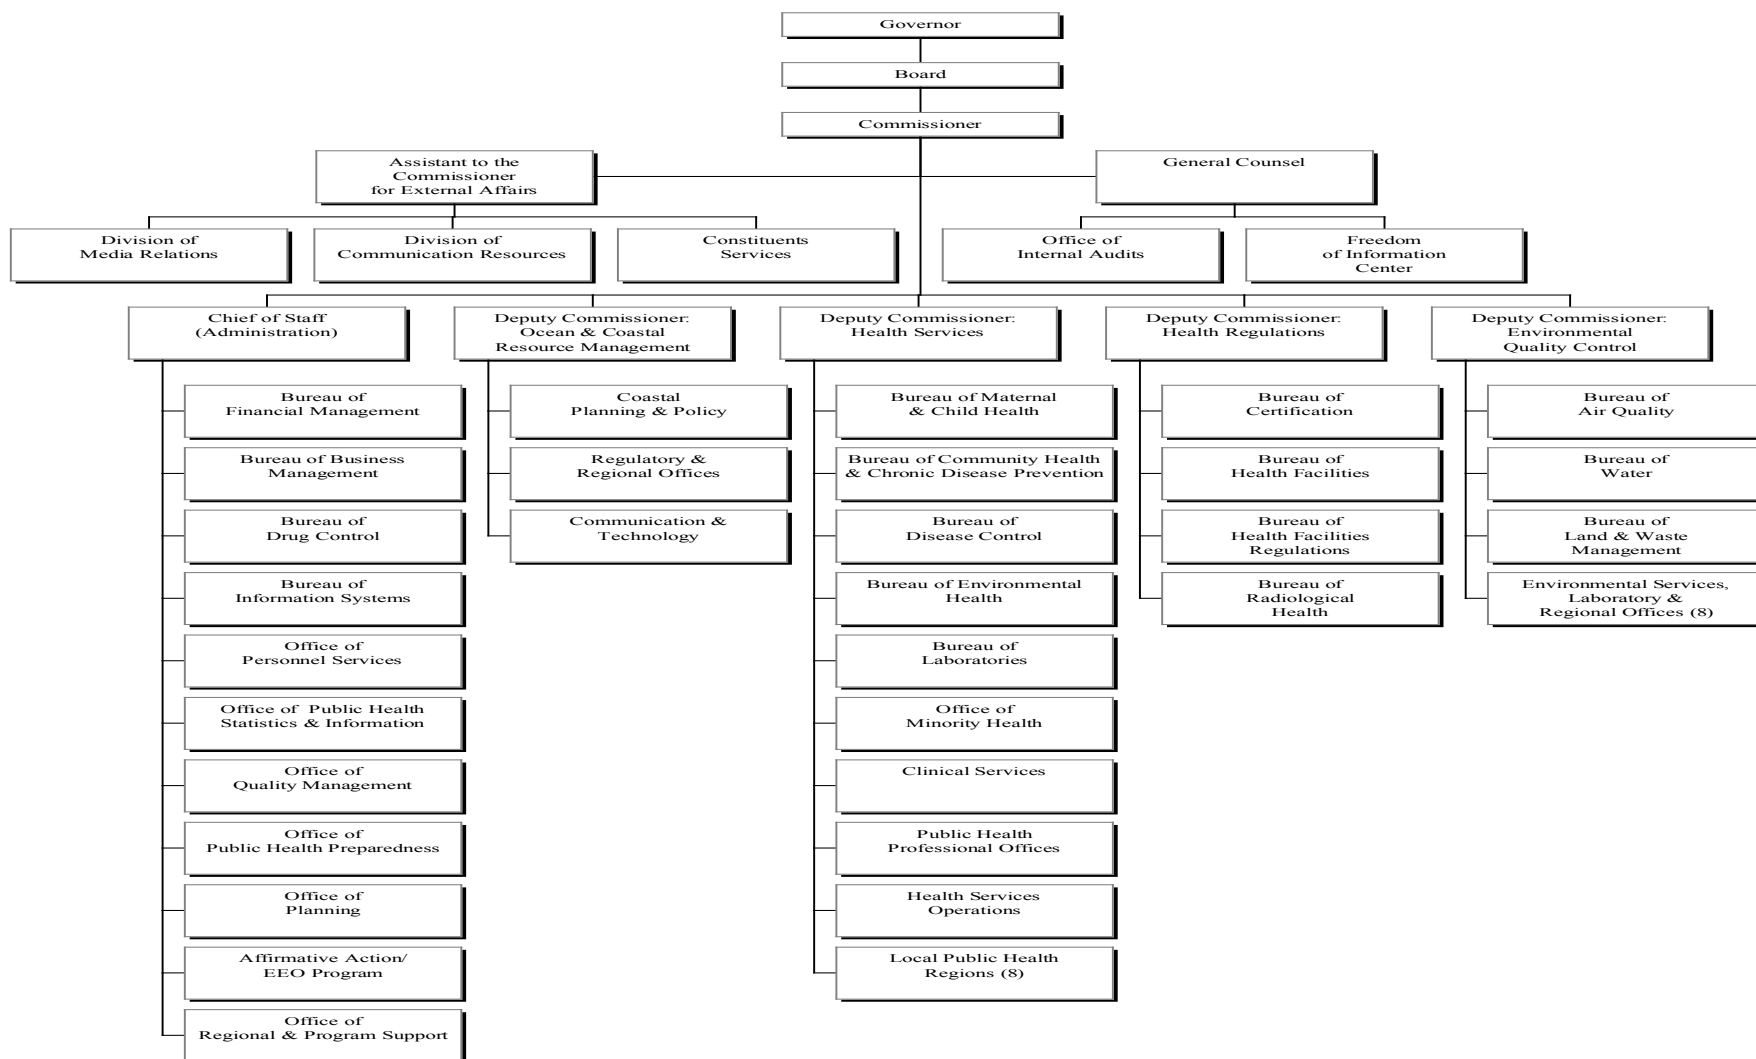 Governor
Board
Commissioner
Assistant to the
Commissioner
for External Affairs
General Counsel
Division of
Media Relations
Division of
Communication Resources
Constituents
Services
Office of
Internal Audits
Freedom
of Information
Center
Chief of Staff
(Administration)
Deputy Commissioner:
Ocean & Coastal
Resource Management
Deputy Commissioner:
Health Services
Deputy Commissioner:
Health Regulations
Deputy Commissioner:
Environmental
Quality Control
Bureau of
Financial Management
Bureau of Business
Management
Bureau of
Drug Control
Bureau of
Information Systems
Office of
Personnel Services
Office of  Public Health
Statistics & Information
Office of
Quality Management
Office of
Public Health Preparedness
Office of
Planning
Affirmative Action/
EEO Program
Office of
Regional & Program Support
Coastal
Planning & Policy
Regulatory &
Regional Offices
Communication &
Technology
Bureau of Maternal
& Child Health
Bureau of Community Health
& Chronic Disease Prevention
Bureau of
Disease Control
Bureau of Environmental
Health
Bureau of
Laboratories
Office of
Minority Health
Clinical Services
Public Health
Professional Offices
Health Services
Operations
Local Public Health
Regions (8)
Bureau of
Certification
Bureau of
Health Facilities
Bureau of
Health Facilities
Regulations
Bureau of
Radiological
Health
Bureau of
Air Quality
Bureau of
Water
Bureau of
Land & Waste
Management
Environmental Services,
Laboratory &
Regional Offices (8)